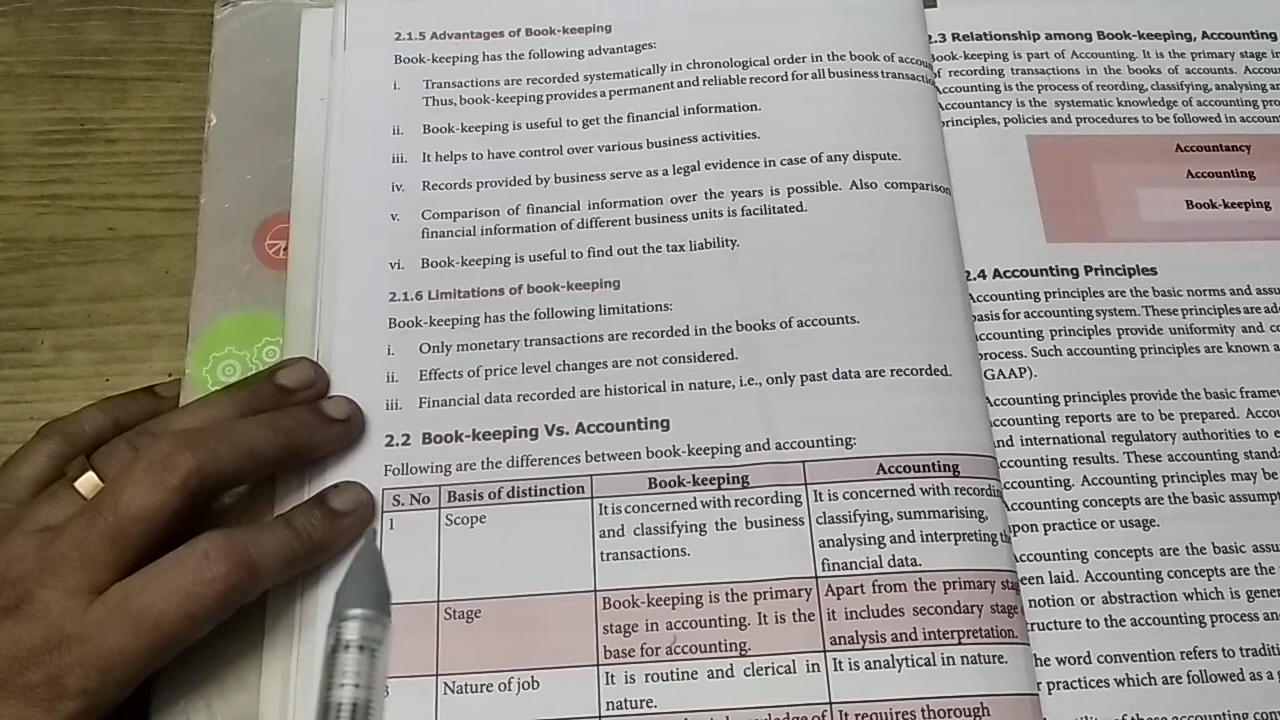 2.1.5 Advantages of Book-keeping
Book-keeping has the following advantages:
i. Transactions are recorded systematically in chronological order in the book of
Thus, book-keeping provides a permanent and reliable record for all business
ii. Book-keeping is useful to get the financial information.
iii. It helps to have control over various business activities.
iv. Records provided by business serve as a legal evidence in case of any dispute.
v. Comparison of financial information over the years is possible. Also comparison
financial information of different business units is facilitated.
vi. Book-keeping is useful to find out the tax liability.
2.1.6 Limitations of book-keeping
Book-keeping has the following limitations:
i. Only monetary transactions are recorded in the books of accounts.
ii. Effects of price level changes are not considered.
iii. Financial data recorded are historical in nature, i.e., only past data are recorded.
2.2 Book-keeping Vs. Accounting
Following are the differences between book-keeping and accounting:
S. No Basis of distinction Book-keeping Accounting
1 Scope
It is concerned with recording
and classifying the business
transactions.
It is concerned with
classifying, summarising,
analysing and interpreting
financial data.
Stage
Book-keeping is the primary
stage in accounting. It is the
base for accounting.
Apart from the primary
it includes secondary stage
analysis and interpretation.
Nature of job
It is routine and clerical in
nature.
It is analytical in nature.
It requires thorough
2.3 Relationship among Book-keeping, Accounting
Book-keeping is part of Accounting. It is the primary stage
of recording transactions in the books of accounts.
Accounting is the process of reording, classifying, analysing
Accountancy is the systematic knowledge of accounting
principles, policies and procedures to be followed in
Accountancy
Accounting
Book-keeping
2.4 Accounting Principles
Accounting principles are the basic norms and
basis for accounting system. These principles are
accounting principles provide uniformity and
process. Such accounting principles are known
GAAP).
Accounting principles provide the basic
accounting reports are to be prepared.
and international regulatory authorities to
accounting results. These accounting
accounting. Accounting principles may be
Accounting concepts are the basic
upon practice or usage.
accounting concepts are the basic
been laid. Accounting concepts are the
notion or abstraction which is
structure to the accounting process
The word convention refers to
or practices which are followed as a